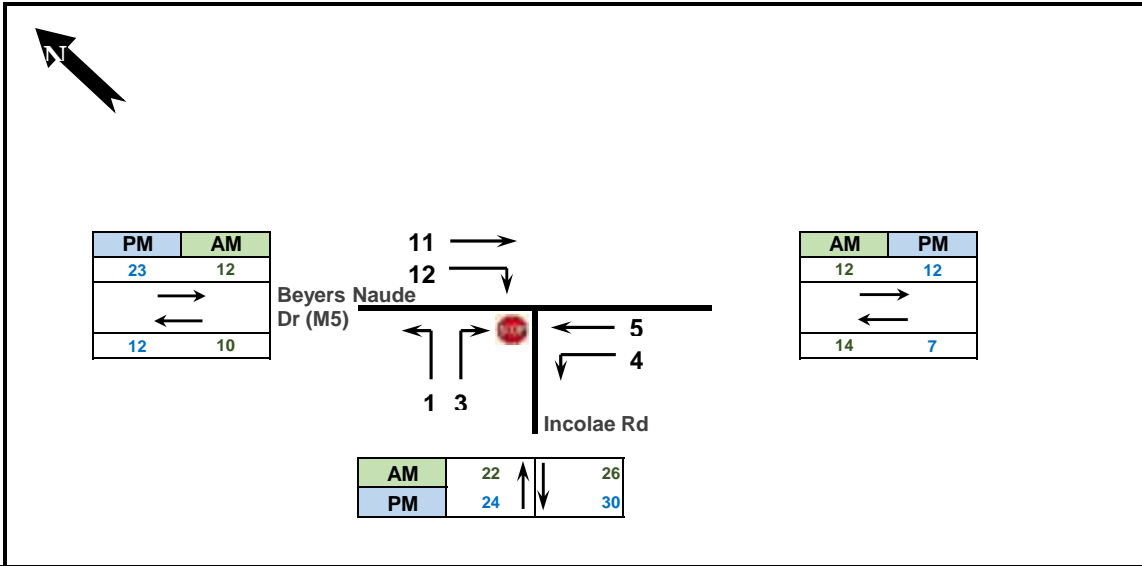 N
PM AM
23 12
12 10
11
12
Beyers Naude
Dr (M5)
STOP
5
4
1 3
Incolae Rd
AM PM
12 12
14 7
AM 22 26
PM 24 30